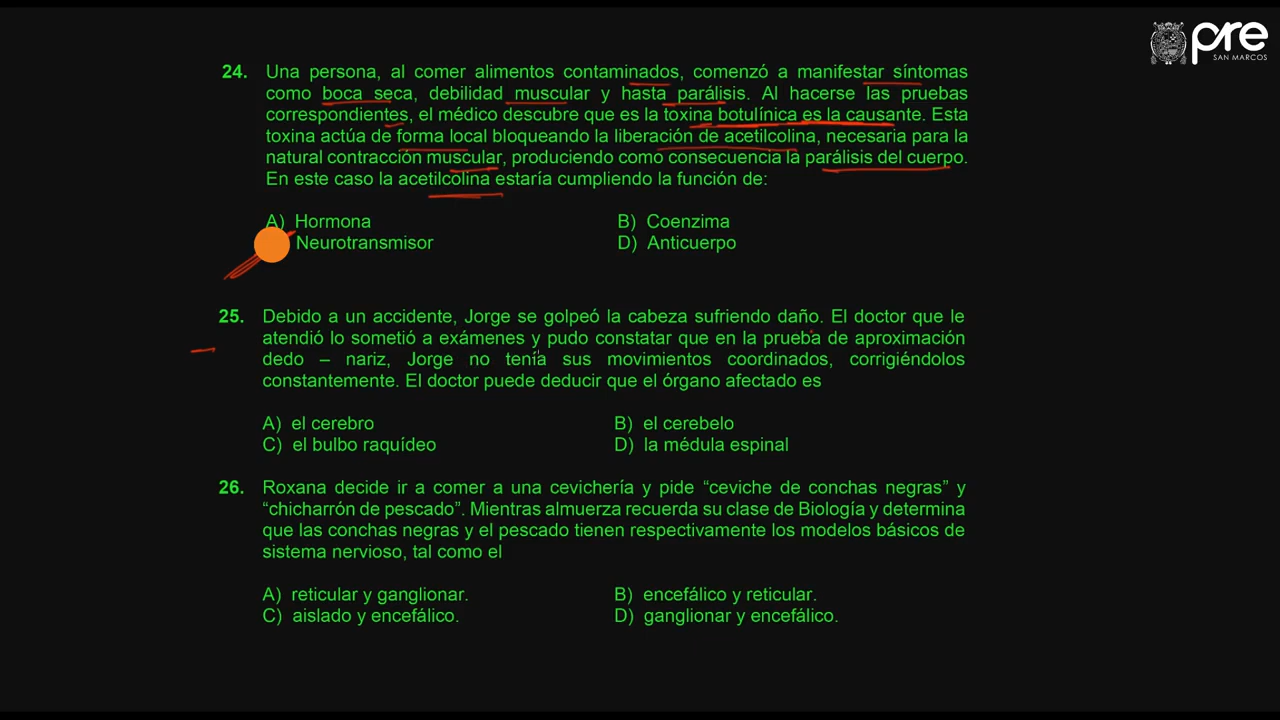 pre
SAN MARCOS
24. Una persona, al comer alimentos contaminados, comenzó a manifestar síntomas
como boca seca, debilidad muscular y hasta parálisis. Al hacerse las pruebas
correspondientes, el médico descubre que es la toxina botulínica es la causante. Esta
toxina actúa de forma local bloqueando la liberación de acetilcolina, necesaria para la
natural contracción muscular, produciendo como consecuencia la parálisis del cuerpo.
En este caso la acetilcolina estaría cumpliendo la función de:
A) Hormona B) Coenzima
Neurotransmisor D) Anticuerpo
25. Debido a un accidente, Jorge se golpeó la cabeza sufriendo daño. El doctor que le
atendió lo sometió a exámenes y pudo constatar que en la prueba de aproximación
dedo – nariz, Jorge no tenía sus movimientos coordinados, corrigiéndolos
constantemente. El doctor puede deducir que el órgano afectado es
A) el cerebro B) el cerebelo
C) el bulbo raquídeo D) la médula espinal
26. Roxana decide ir a comer a una cevichería y pide “ceviche de conchas negras” y
“chicharrón de pescado”. Mientras almuerza recuerda su clase de Biología y determina
que las conchas negras y el pescado tienen respectivamente los modelos básicos de
sistema nervioso, tal como el
A) reticular y ganglionar. B) encefálico y reticular.
C) aislado y encefálico. D) ganglionar y encefálico.